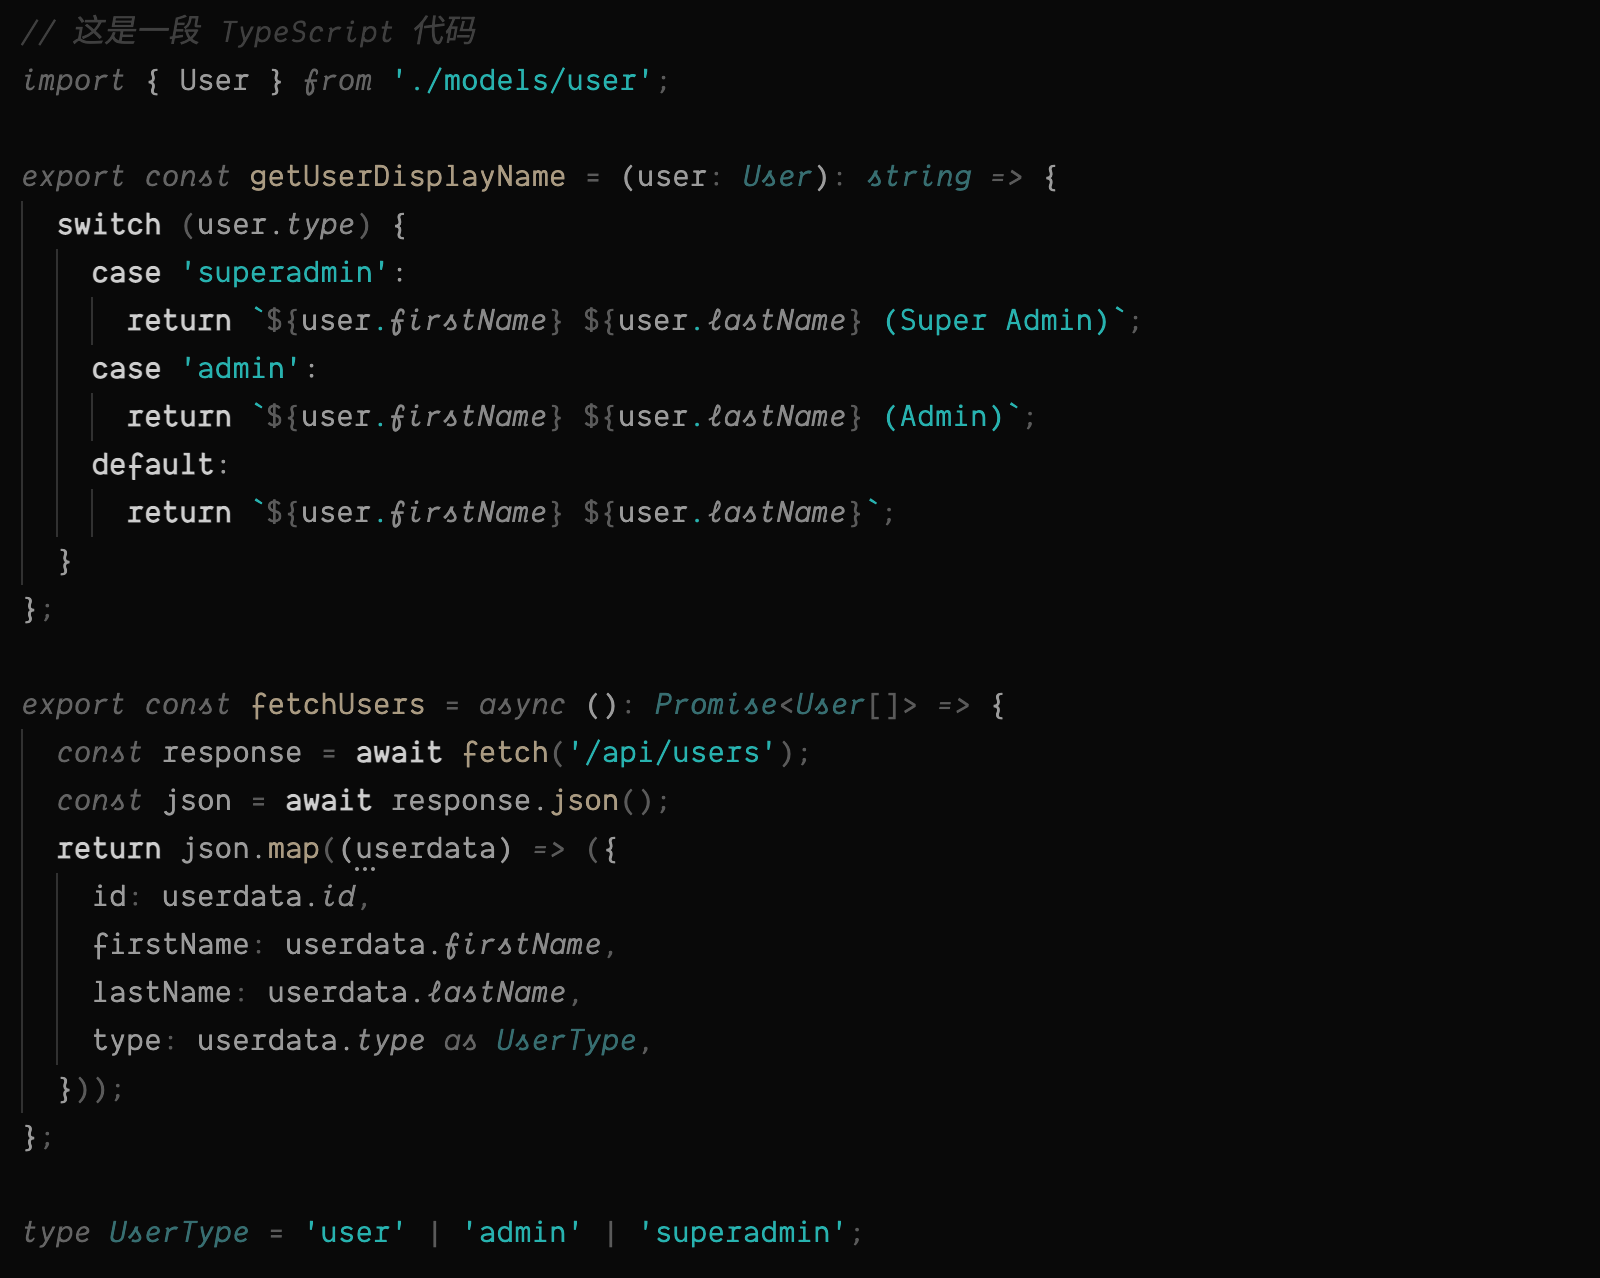 // 这是一段 TypeScript 代码
import { User } from './models/user';

export const getUserDisplayName = (user: User): string => {
  switch (user.type) {
    case 'superadmin':
      return `${user.firstName} ${user.lastName} (Super Admin)`;
    case 'admin':
      return `${user.firstName} ${user.lastName} (Admin)`;
    default:
      return `${user.firstName} ${user.lastName}`;
  }
};

export const fetchUsers = async (): Promise<User[]> => {
  const response = await fetch('/api/users');
  const json = await response.json();
  return json.map((userdata) => ({
    id: userdata.id,
    firstName: userdata.firstName,
    lastName: userdata.lastName,
    type: userdata.type as UserType,
  }));
};

type UserType = 'user' | 'admin' | 'superadmin';